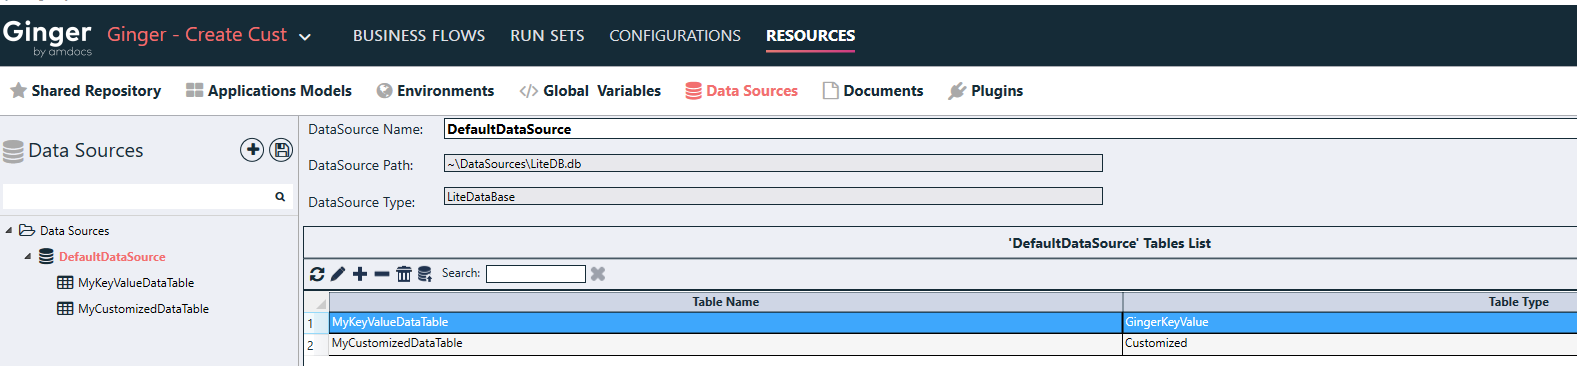 Ginger
by amdocs
Ginger - Create Cust
BUSINESS FLOWS
RUN SETS
CONFIGURATIONS
RESOURCES
Shared Repository
Applications Models
Environments
Global Variables
Data Sources
Documents
Plugins
Data Sources
Data Sources
DefaultDataSource
MyKeyValueDataTable
MyCustomizedDataTable
DataSource Name:
DefaultDataSource
DataSource Path:
~\DataSources\LiteDB.db
DataSource Type:
LiteDataBase
'DefaultDataSource' Tables List
Search:
Table Name
Table Type
1
MyKeyValueDataTable
GingerKeyValue
2
MyCustomizedDataTable
Customized